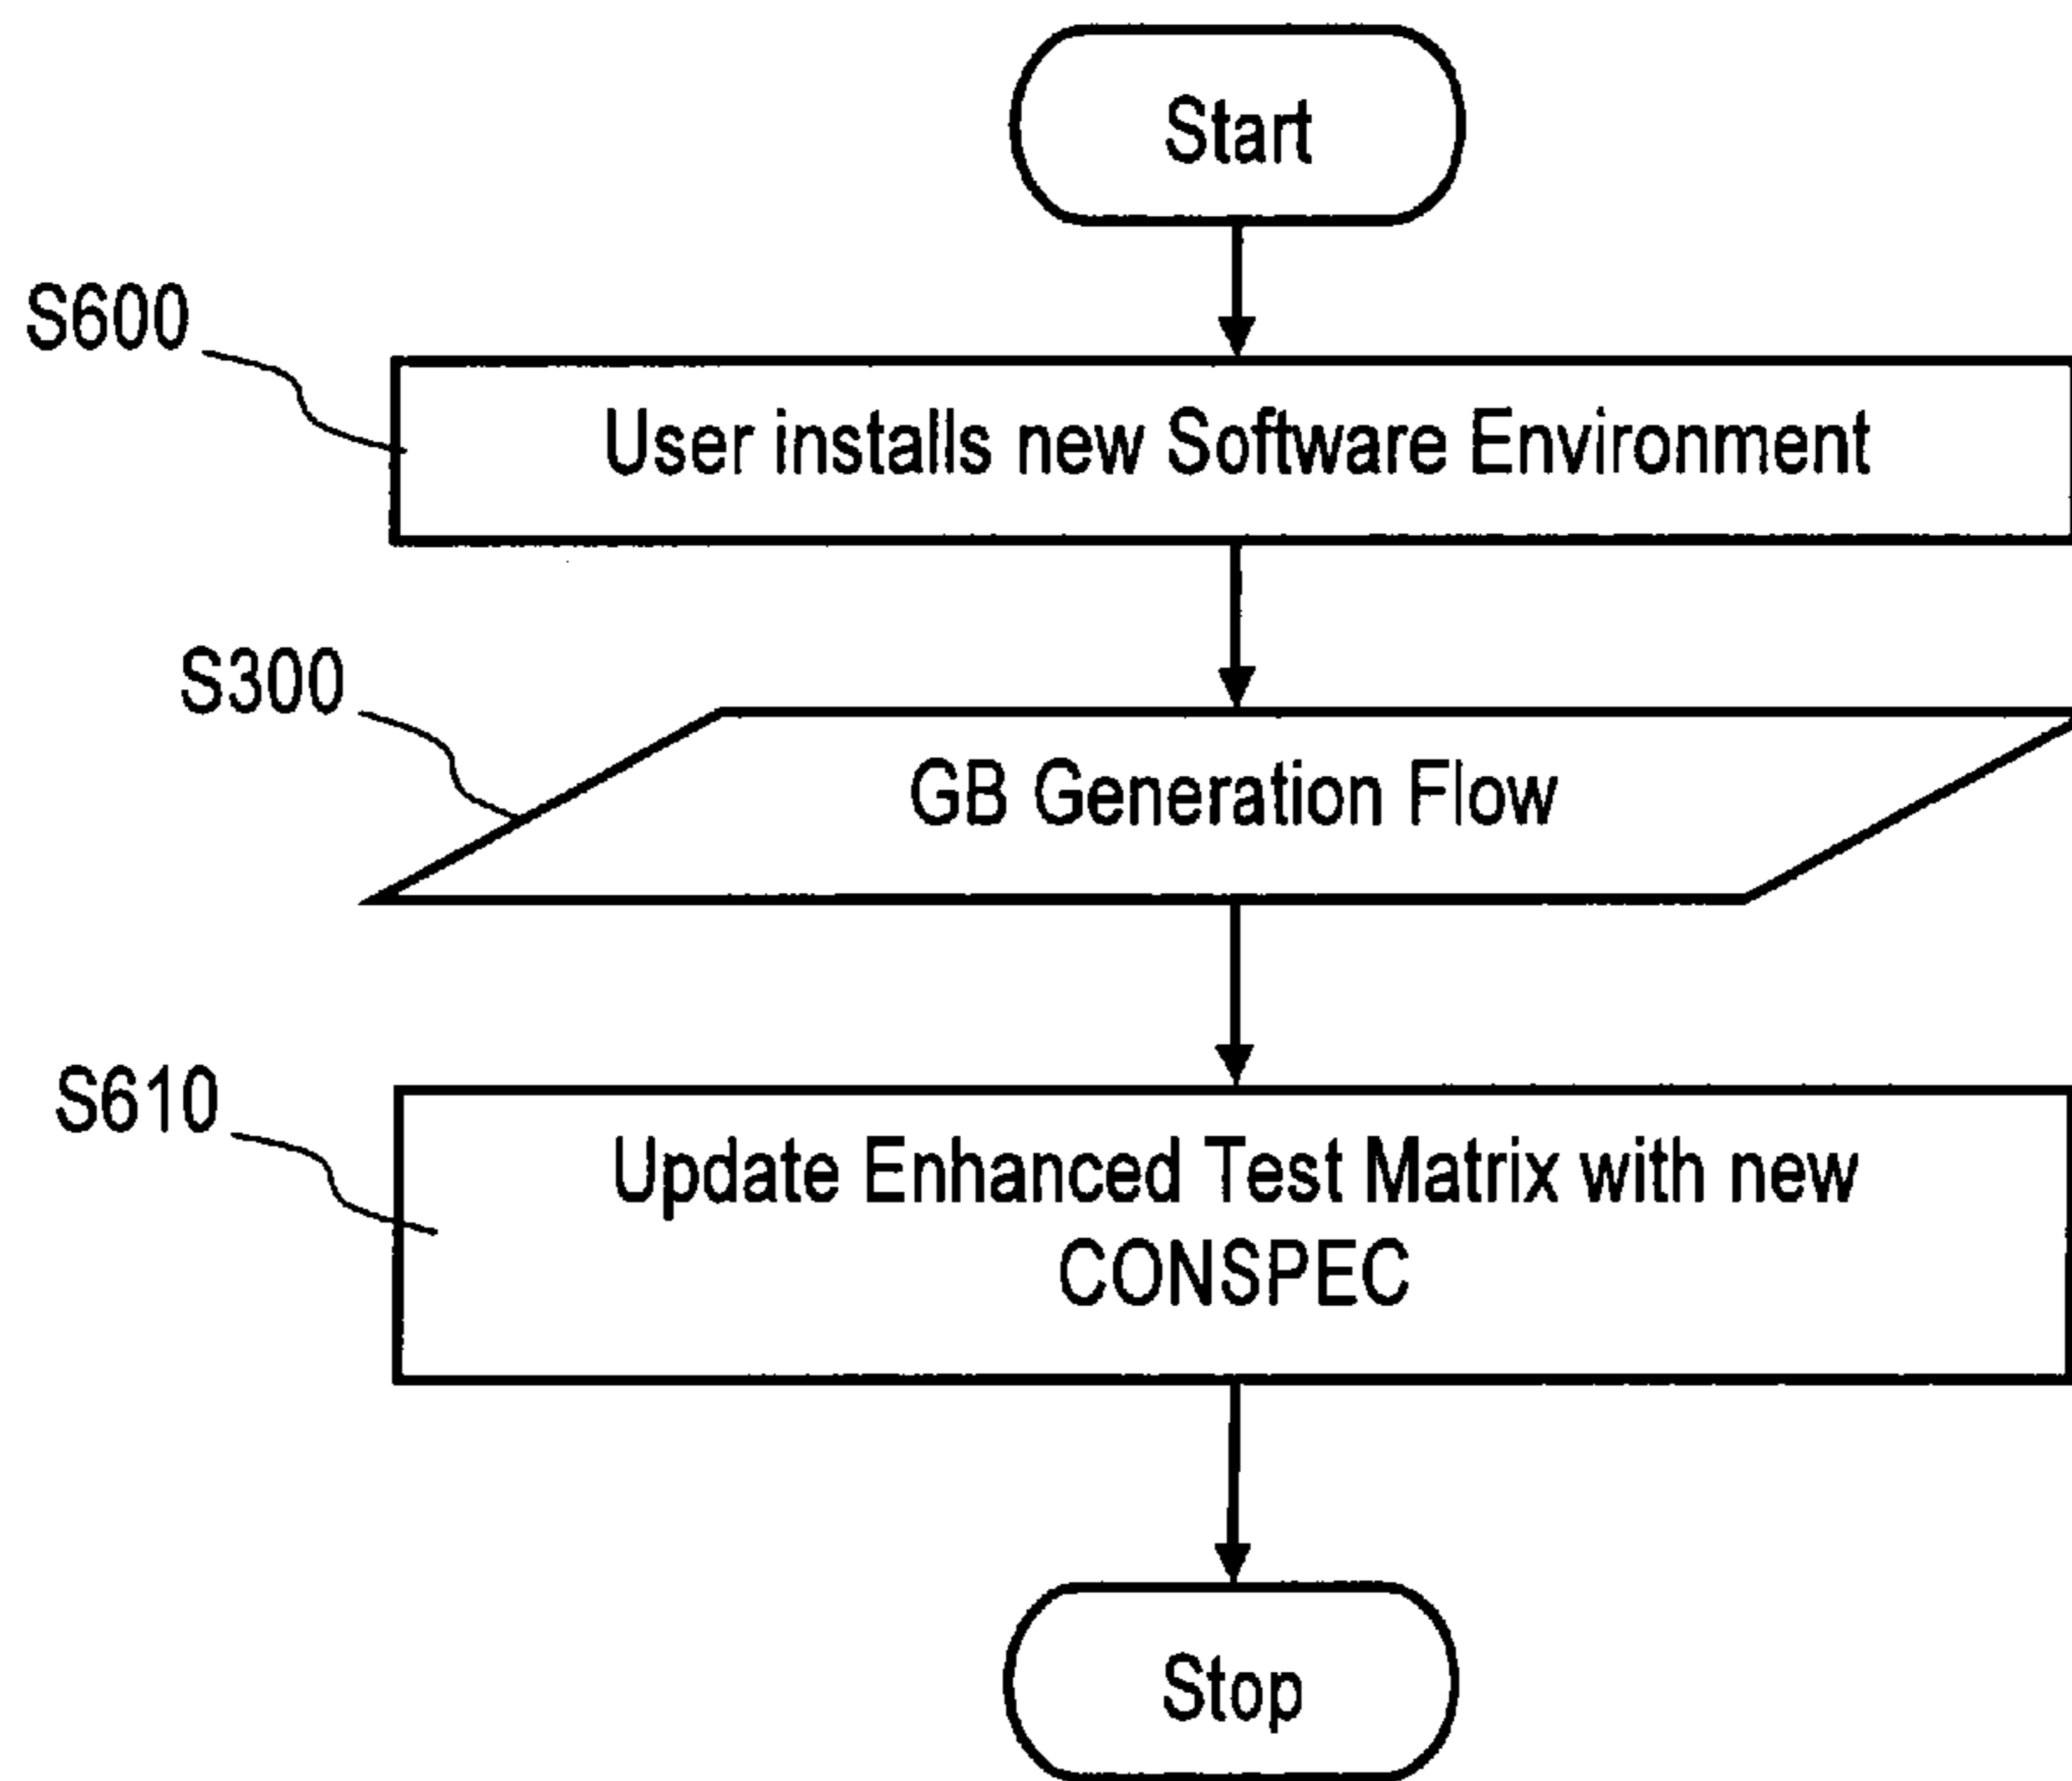 Start
S600
User installs new Software Environment
S300
GB Generation Flow
S610
Update Enhanced Test Matrix with new
CONSPEC
Stop